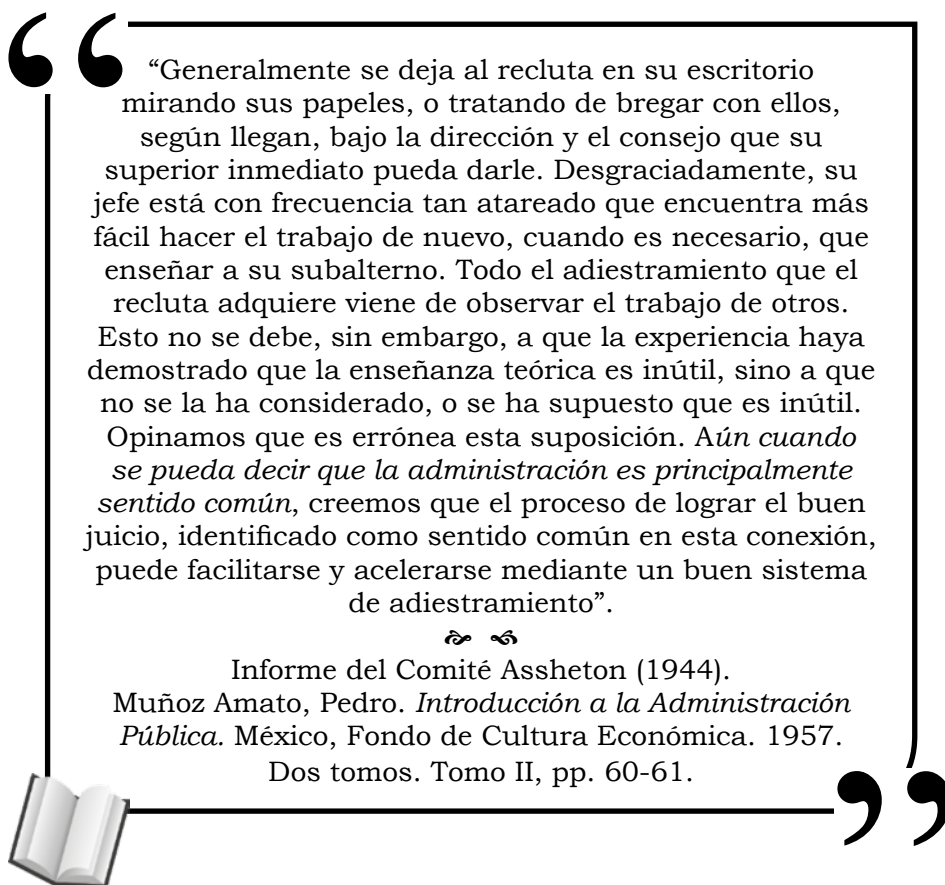 “Generalmente se deja al recluta en su escritorio
mirando sus papeles, o tratando de bregar con ellos,
según llegan, bajo la dirección y el consejo que su
superior inmediato pueda darle. Desgraciadamente, su
jefe está con frecuencia tan atareado que encuentra más
fácil hacer el trabajo de nuevo, cuando es necesario, que
enseñar a su subalterno. Todo el adiestramiento que el
recluta adquiere viene de observar el trabajo de otros.
Esto no se debe, sin embargo, a que la experiencia haya
demostrado que la enseñanza teórica es inútil, sino a que
no se la ha considerado, o se ha supuesto que es inútil.
Opinamos que es errónea esta suposición. Aún cuando
se pueda decir que la administración es principalmente
sentido común, creemos que el proceso de lograr el buen
juicio, identificado como sentido común en esta conexión,
puede facilitarse y acelerarse mediante un buen sistema
de adiestramiento”.
Informe del Comité Assheton (1944).
Muñoz Amato, Pedro. Introducción a la Administración
Pública. México, Fondo de Cultura Económica. 1957.
Dos tomos. Tomo II, pp. 60-61.